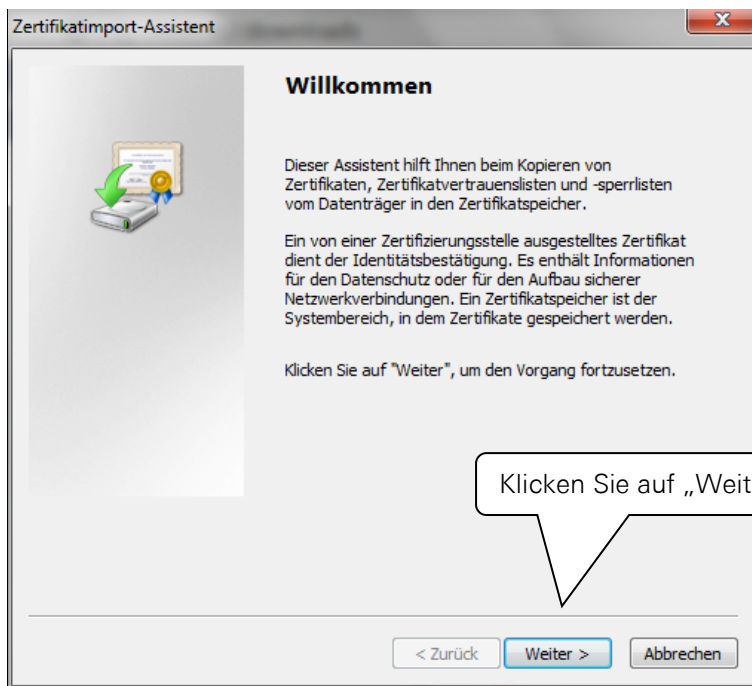 Zertifikatimport-Assistent
Willkommen
Dieser Assistent hilft Ihnen beim Kopieren von
Zertifikaten, Zertifikatvertrauenslisten und -sperrlisten
vom Datenträger in den Zertifikatspeicher.
Ein von einer Zertifizierungsstelle ausgestelltes Zertifikat
dient der Identitätsbestätigung. Es enthält Informationen
für den Datenschutz oder für den Aufbau sicherer
Netzwerkverbindungen. Ein Zertifikatspeicher ist der
Systembereich, in dem Zertifikate gespeichert werden.
Klicken Sie auf "Weiter", um den Vorgang fortzusetzen.
Klicken Sie auf „Weit
< Zurück Weiter > Abbrechen